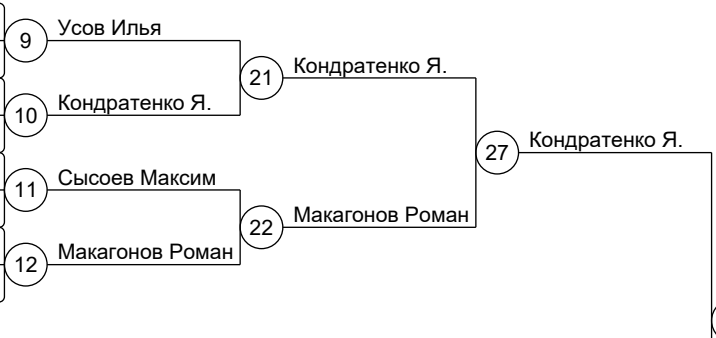 9 Усов Илья
21 Кондратенко Я.
10 Кондратенко Я.
27 Кондратенко Я.
11 Сысоев Максим
22 Макагонов Роман
12 Макагонов Роман